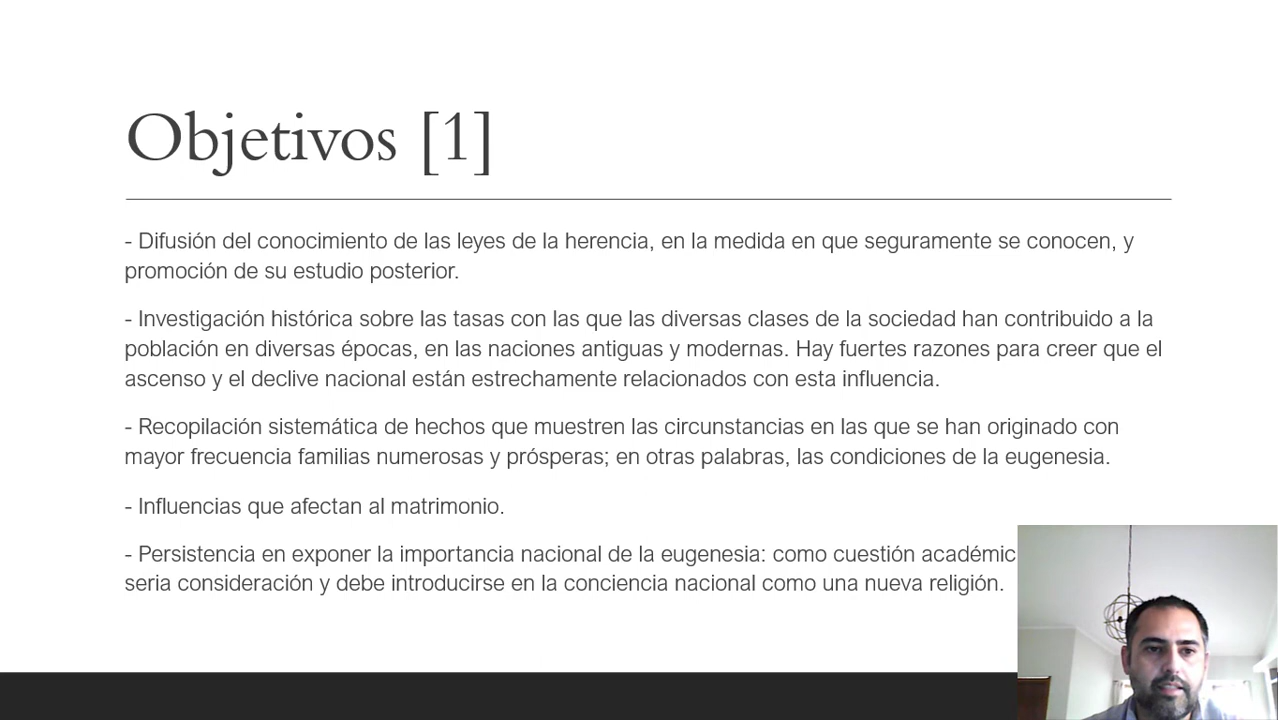 Objetivos [1]
- Difusión del conocimiento de las leyes de la herencia, en la medida en que seguramente se conocen, y
promoción de su estudio posterior.
- Investigación histórica sobre las tasas con las que las diversas clases de la sociedad han contribuido a la
población en diversas épocas, en las naciones antiguas y modernas. Hay fuertes razones para creer que el
ascenso y el declive nacional están estrechamente relacionados con esta influencia.
- Recopilación sistemática de hechos que muestren las circunstancias en las que se han originado con
mayor frecuencia familias numerosas y prósperas; en otras palabras, las condiciones de la eugenesia.
- Influencias que afectan al matrimonio.
- Persistencia en exponer la importancia nacional de la eugenesia: como cuestión académic
seria consideración y debe introducirse en la conciencia nacional como una nueva religión.